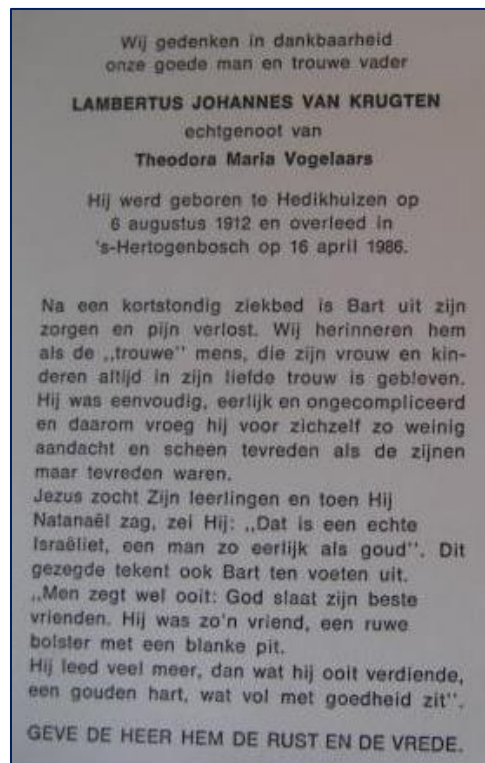 Wij gedenken in dankbaarheid
onze goede man en trouwe vader
LAMBERTUS JOHANNES VAN KRUGTEN
echtgenoot van
Theodora Maria Vogelaars
Hij werd geboren te Hedikhuizen op
6 augustus 1912 en overleed in
's-Hertogenbosch op 16 april 1986.
Na een kortstondig ziekbed is Bart uit zijn
zorgen en pijn verlost. Wij herinneren hem
als de ,,trouwe" mens, die zijn vrouw en kin-
deren altijd in zijn liefde trouw is gebleven.
Hij was eenvoudig, eerlijk en ongecompliceerd
en daarom vroeg hij voor zichzelf zo weinig
aandacht en scheen tevreden als de zijnen
maar tevreden waren.
Jezus zocht Zijn leerlingen en toen Hij
Natanaël zag, zei Hij: ,,Dat is een echte
Israëliet, een man zo eerlijk als goud". Dit
gezegde tekent ook Bart ten voeten uit.
,,Men zegt wel ooit: God slaat zijn beste
vrienden. Hij was zo'n vriend, een ruwe
bolster met een blanke pit.
Hij leed veel meer, dan wat hij ooit verdiende,
een gouden hart, wat vol met goedheid zit".
GEVE DE HEER HEM DE RUST EN DE VREDE.